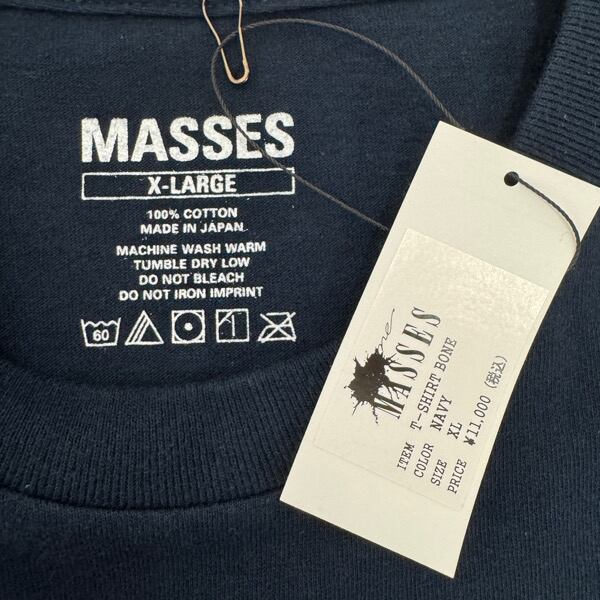 MASSES
X-LARGE
100% COTTON
MADE IN JAPAN
MACHINE WASH WARM
TUMBLE DRY LOW
DO NOT BLEACH
DO NOT IRON IMPRINT
60
MASSES
ITEM T-SHIRT BONE
COLOR NAVY
SIZE XL
PRICE ¥11,000 (税込)